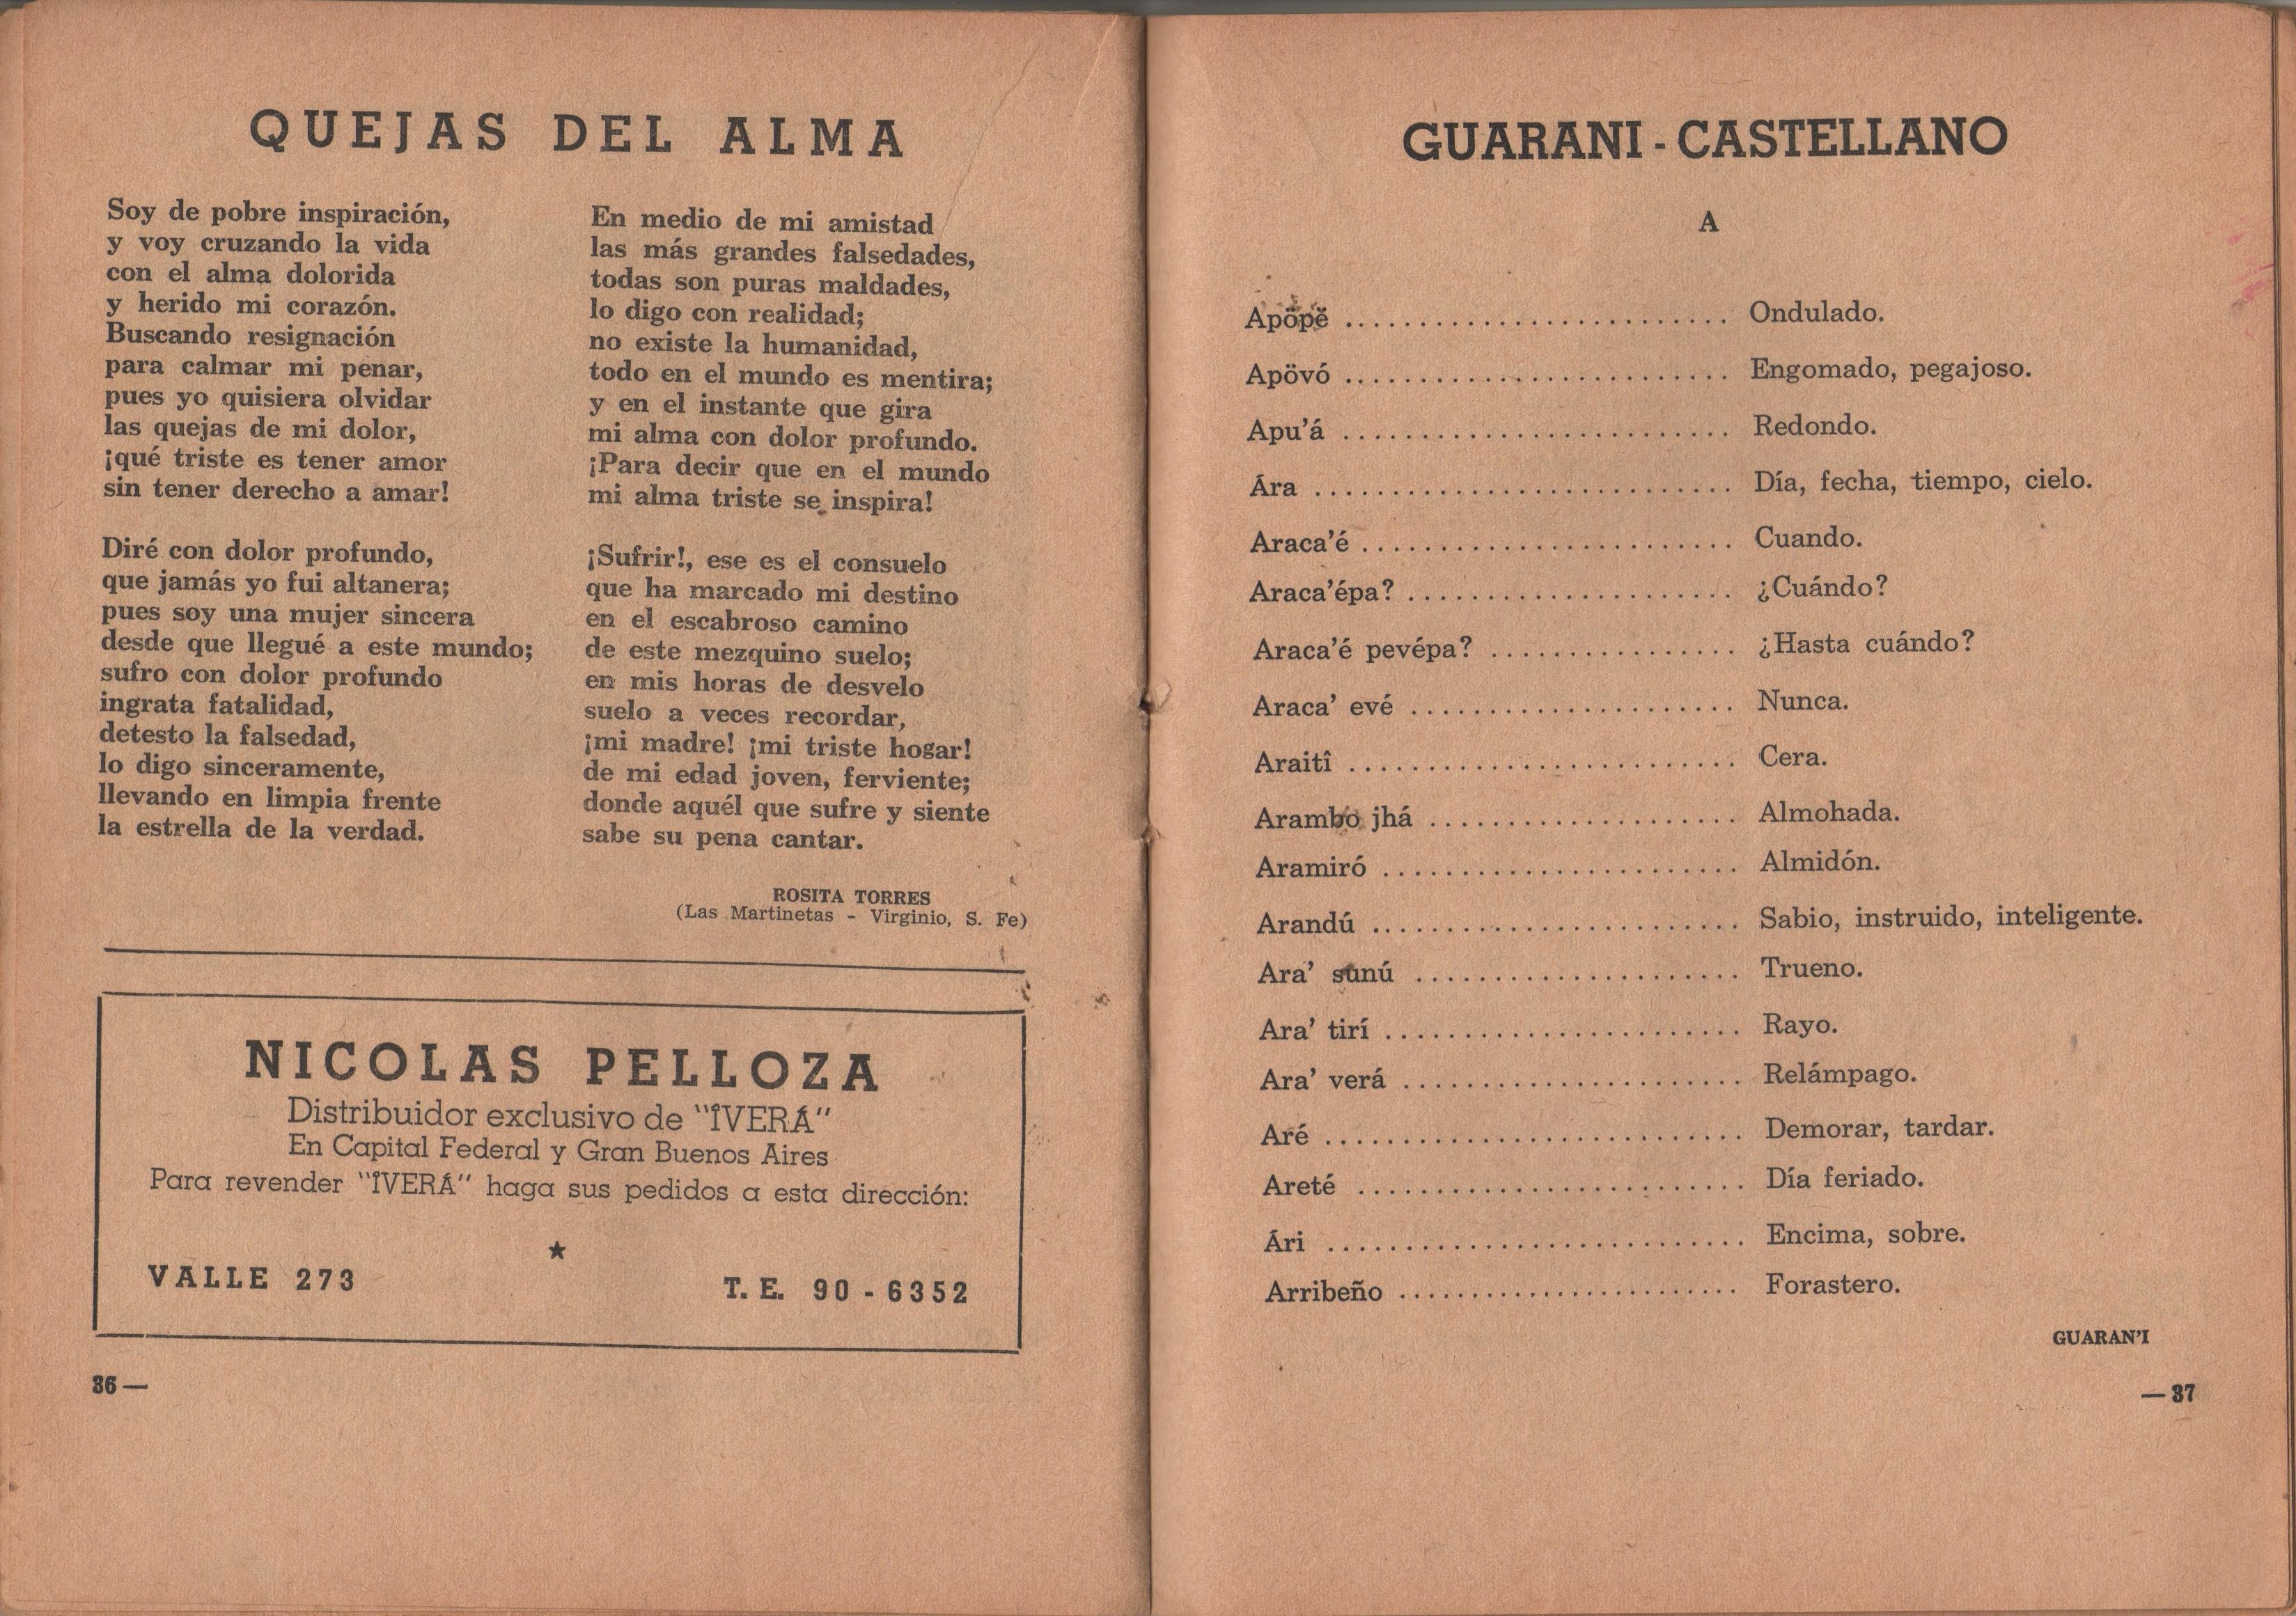 QUEJAS DEL ALMA
Soy de pobre inspiración,
y voy cruzando la vida
con el alma dolorida
y herido mi corazón.
Buscando resignación
para calmar mi penar,
pues yo quisiera olvidar
las quejas de mi dolor,
¡qué triste es tener amor
sin tener derecho a amar!
Diré con dolor profundo,
que jamás yo fui altanera;
pues soy una mujer sincera
desde que llegué a este mundo;
sufro con dolor profundo
ingrata fatalidad,
detesto la falsedad,
lo digo sinceramente,
llevando en limpia frente
la estrella de la verdad.
En medio de mi amistad
las más grandes falsedades,
todas son puras maldades,
lo digo con realidad;
no existe la humanidad,
todo en el mundo es mentira;
y en el instante que gira
mi alma con dolor profundo.
¡Para decir que en el mundo
mi alma triste se inspira!
¡Sufrir!, ese es el consuelo
que ha marcado mi destino
en el escabroso camino
de este mezquino suelo;
en mis horas de desvelo
suelo a veces recordar,
¡mi madre! ¡mi triste hogar!
de mi edad joven, ferviente;
donde aquél que sufre y siente
sabe su pena cantar.
ROSITA TORRES
(Las Martinetas - Virginio, S. Fe)
NICOLAS PELLOZA
Distribuidor exclusivo de "ÎVERÁ"
En Capital Federal y Gran Buenos Aires
Para revender "ÎVERÁ" haga sus pedidos a esta dirección:
★
VALLE 273 T. E. 90 - 6352
36 —
GUARANI - CASTELLANO
A
Apöpë ......................... Ondulado.
Apövó ......................... Engomado, pegajoso.
Apu'á ......................... Redondo.
Ára ........................... Día, fecha, tiempo, cielo.
Araca'é ........................ Cuando.
Araca'épa? ..................... ¿Cuándo?
Araca'é pevépa? ................ ¿Hasta cuándo?
Araca' evé ..................... Nunca.
Araitî ......................... Cera.
Arambo jhá .................... Almohada.
Aramiró ....................... Almidón.
Arandú ........................ Sabio, instruido, inteligente.
Ara' sunú ..................... Trueno.
Ara' tirí ....................... Rayo.
Ara' verá ...................... Relámpago.
Aré ........................... Demorar, tardar.
Areté ......................... Día feriado.
Ári ........................... Encima, sobre.
Arribeño ...................... Forastero.
GUARAN'I
— 37